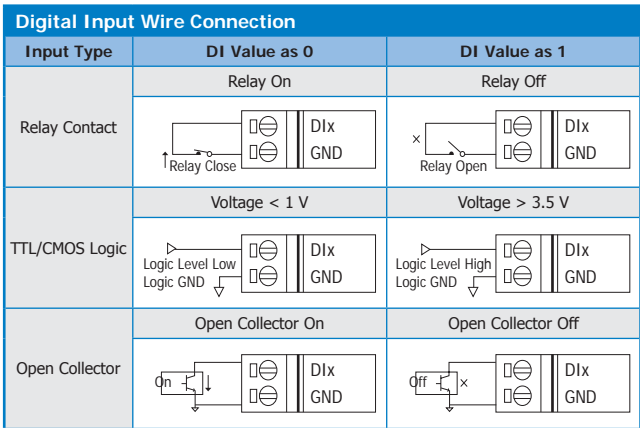 Digital Input Wire Connection
Input Type DI Value as 0 DI Value as 1
Relay On Relay Off
Relay Contact
DIx
GND
Relay Close
×
DIx
GND
Relay Open
Voltage < 1 V Voltage > 3.5 V
TTL/CMOS Logic
Logic Level Low
Logic GND
DIx
GND
Logic Level High
Logic GND
DIx
GND
Open Collector On Open Collector Off
Open Collector
On
DIx
GND
Off
×
DIx
GND